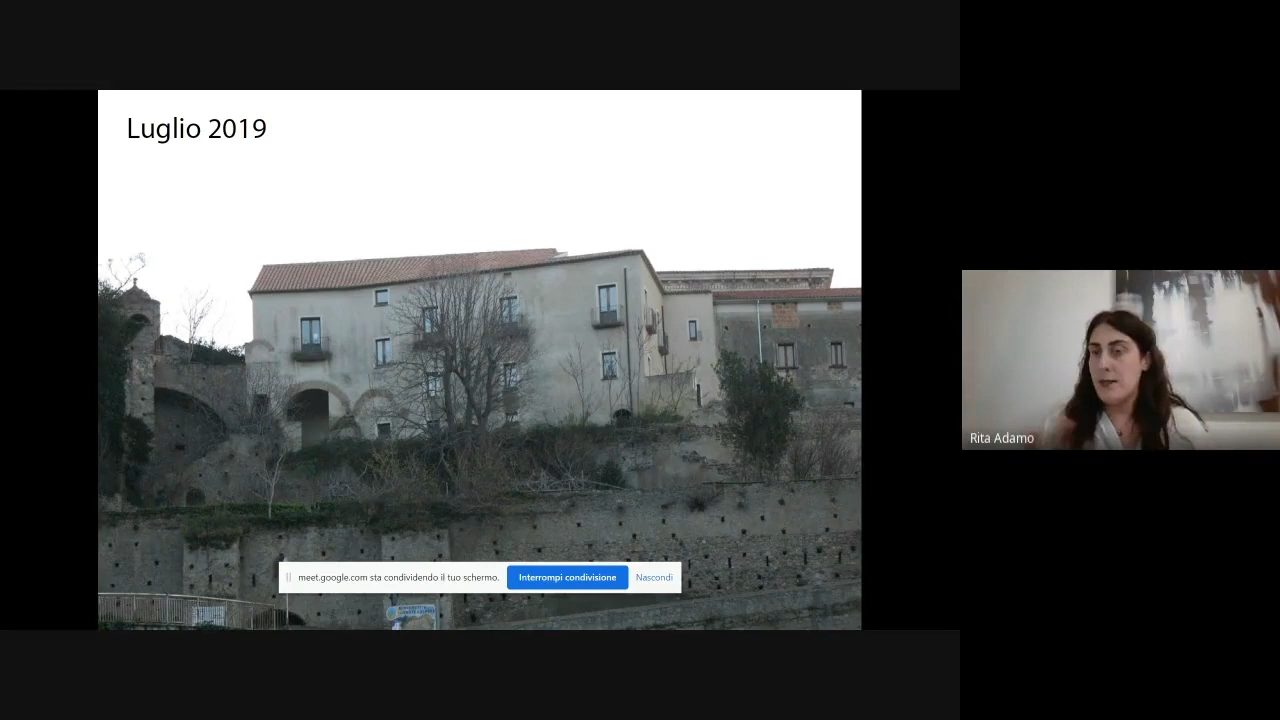 Luglio 2019
Rita Adamo
meet.google.com sta condividendo il tuo schermo.
Interrompi condivisione
Nascondi